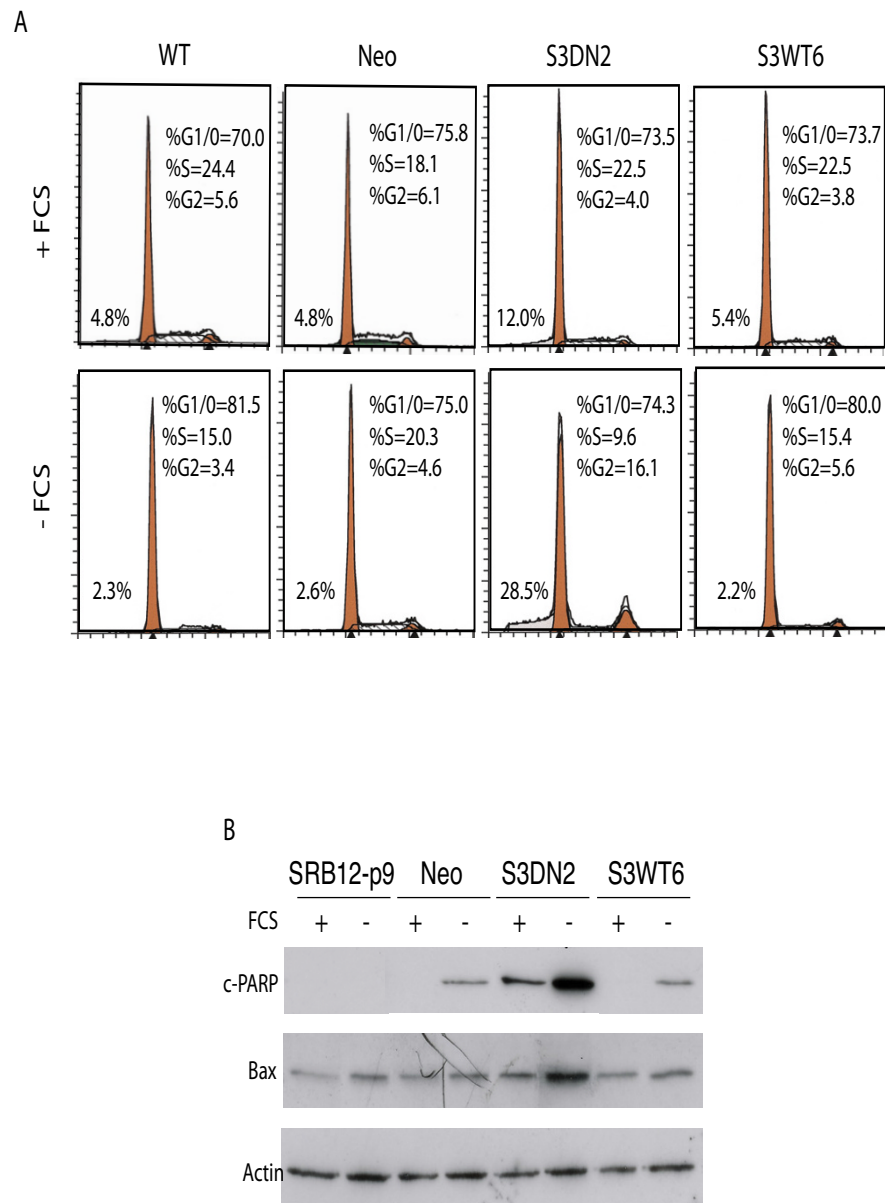 A
WT Neo S3DN2 S3WT6
+ FCS
%G1/0=70.0
%S=24.4
%G2=5.6
4.8%
%G1/0=75.8
%S=18.1
%G2=6.1
4.8%
%G1/0=73.5
%S=22.5
%G2=4.0
12.0%
%G1/0=73.7
%S=22.5
%G2=3.8
5.4%
- FCS
%G1/0=81.5
%S=15.0
%G2=3.4
2.3%
%G1/0=75.0
%S=20.3
%G2=4.6
2.6%
%G1/0=74.3
%S=9.6
%G2=16.1
28.5%
%G1/0=80.0
%S=15.4
%G2=5.6
2.2%
B
SRB12-p9 Neo S3DN2 S3WT6
FCS + - + - + - + -
c-PARP
Bax
Actin